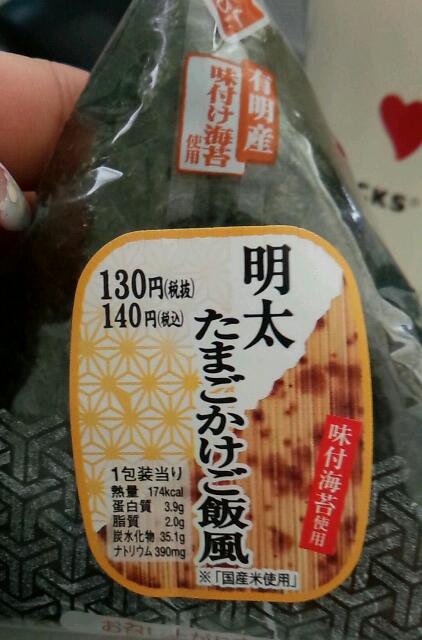 有明産
味付け海苔
使用
CKS
明太
たまごかけご飯風
130円(税抜)
140円(税込)
味付海苔使用
1包装当り
熱量 174kcal
蛋白質 3.9g
脂質 2.0g
炭水化物 35.1g
ナトリウム 390mg
※「国産米使用」